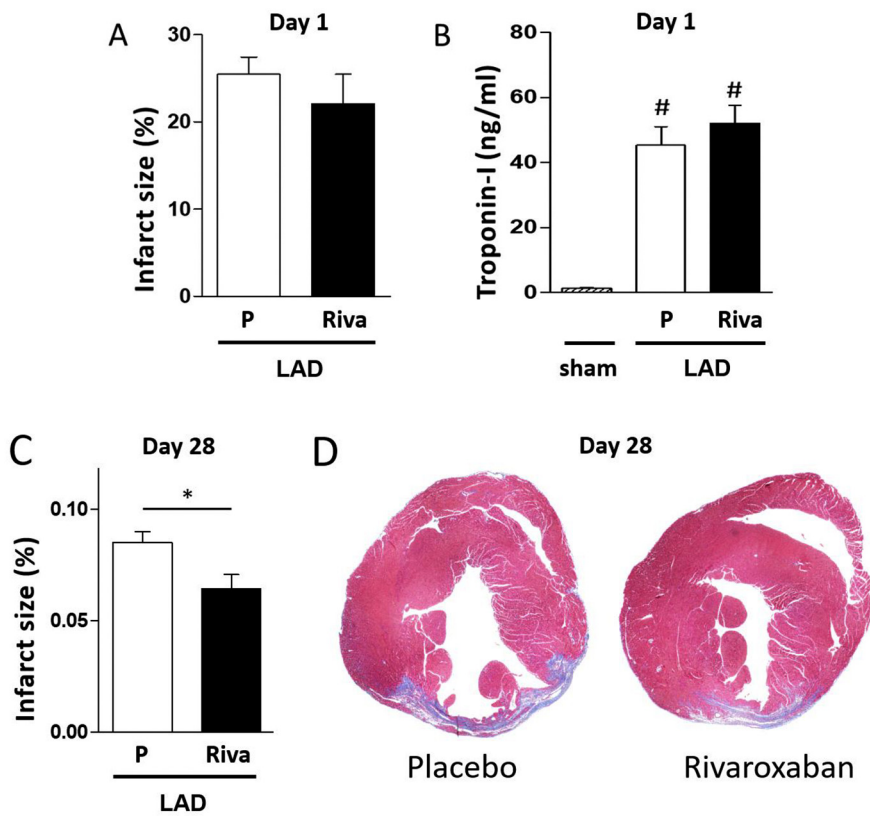 A
Day 1
Infarct size (%)
30
20
10
0
P
Riva
LAD
B
Day 1
Troponin-I (ng/ml)
80
60
40
20
0
#
#
P
Riva
sham
LAD
C
Day 28
Infarct size (%)
0.10
0.05
0.00
*
P
Riva
LAD
D
Day 28
Placebo
Rivaroxaban